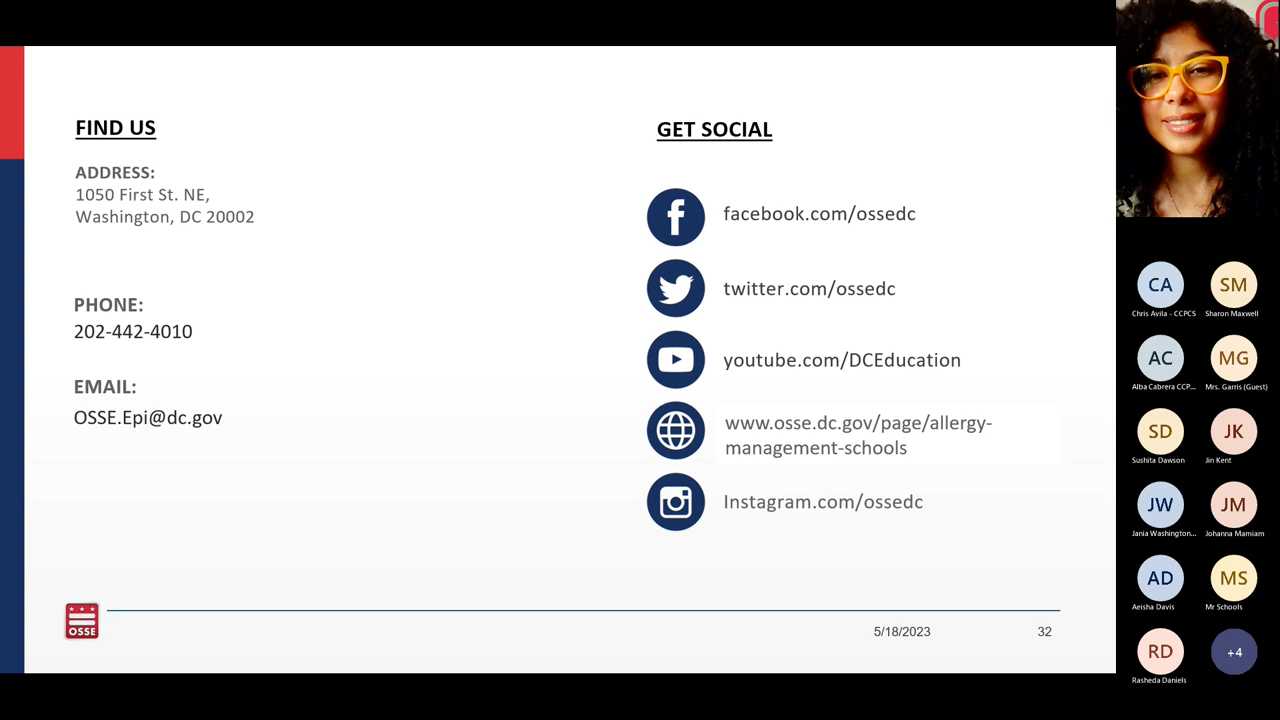 FIND US
ADDRESS:
1050 First St. NE,
Washington, DC 20002
PHONE:
202-442-4010
EMAIL:
OSSE.Epi@dc.gov
GET SOCIAL
facebook.com/ossedc
twitter.com/ossedc
youtube.com/DCEducation
www.osse.dc.gov/page/allergy-
management-schools
Instagram.com/ossedc
OSSE
5/18/2023
32
CA
SM
Chris Avila - CCPCS
Sharon Maxwell
AC
MG
Alba Cabrera CCP...
Mrs. Garris (Guest)
SD
JK
Sushita Dawson
Jin Kent
JW
JM
Jania Washington...
Johanna Mamiam
AD
MS
Aeisha Davis
Mr Schools
RD
+4
Rasheda Daniels